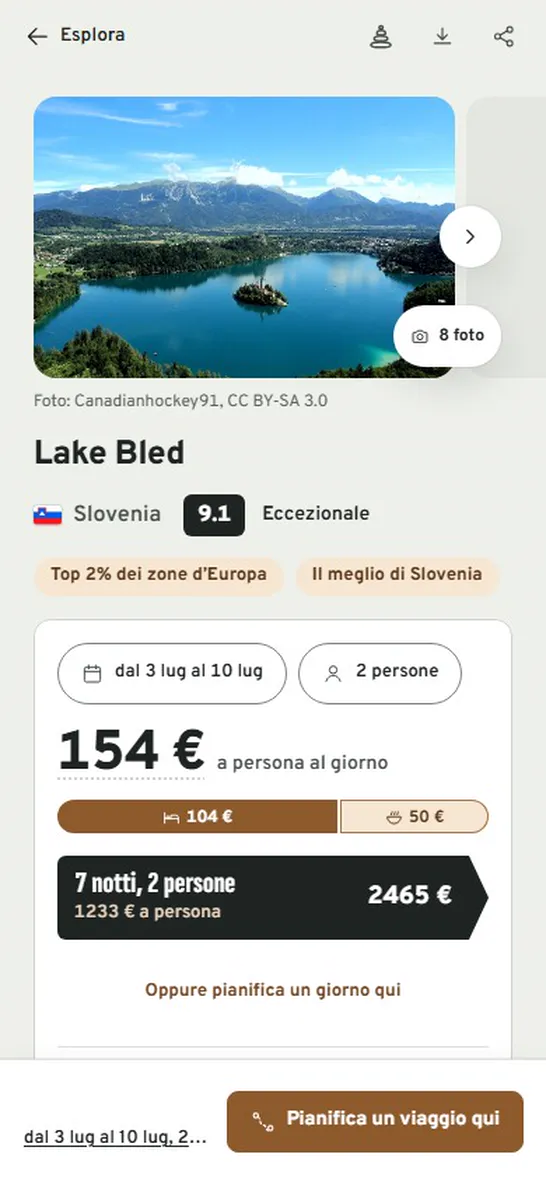 Esplora
8 foto
Foto: Canadianhockey91, CC BY-SA 3.0
Lake Bled
Slovenia 9.1 Eccezionale
Top 2% dei zone d'Europa Il meglio di Slovenia
dal 3 lug al 10 lug 2 persone
154 € a persona al giorno
104 € 50 €
7 notti, 2 persone
1233 € a persona
2465 €
Oppure pianifica un giorno qui
dal 3 lug al 10 lug, 2...
Pianifica un viaggio qui